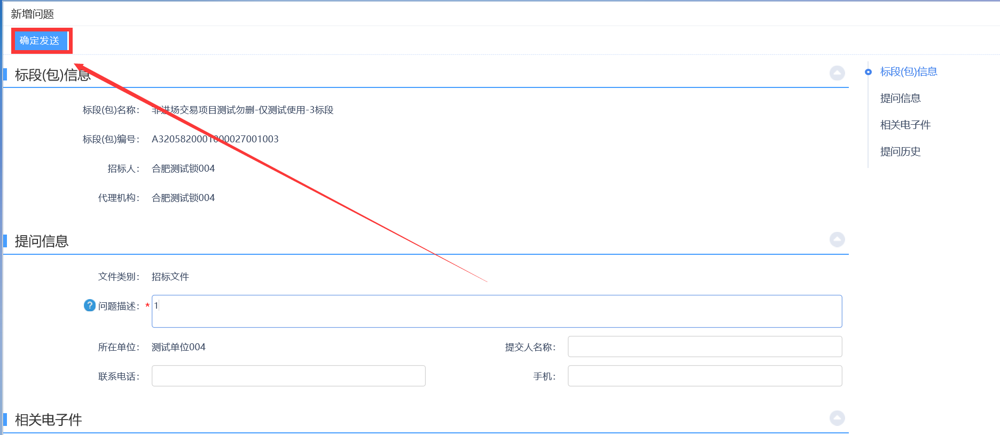 新增问题
确定发送
标段(包)信息
标段(包)名称： 非进场交易项目测试勿删-仅测试使用-3标段
标段(包)编号： A3205820001000027001003
招标人： 合肥测试锁004
代理机构： 合肥测试锁004
提问信息
文件类别： 招标文件
? 问题描述：* 1
所在单位： 测试单位004 提交人名称：
联系电话： 手机：
相关电子件
标段(包)信息
提问信息
相关电子件
提问历史